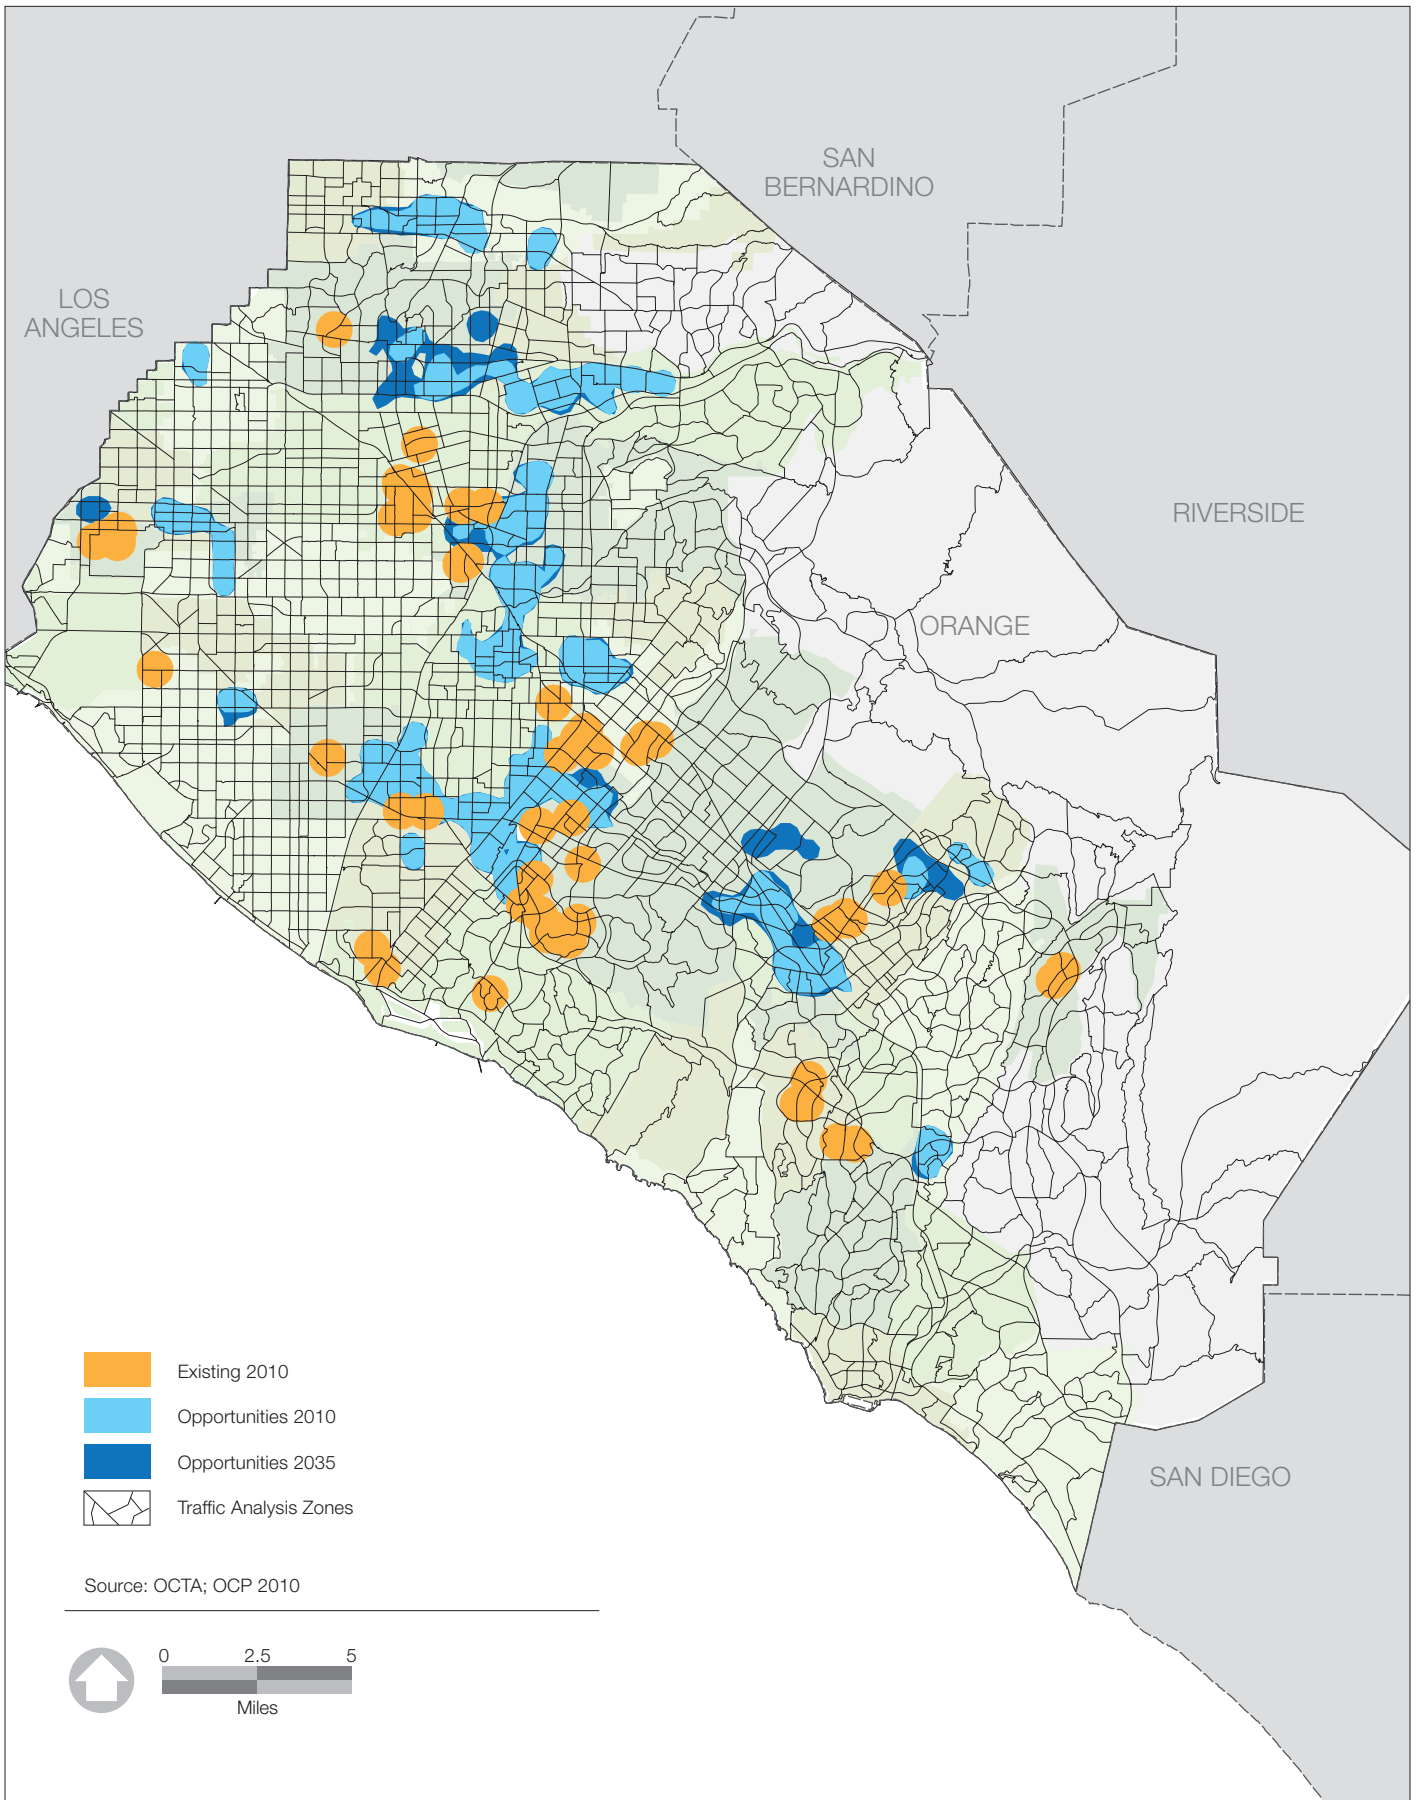 SAN
BERNARDINO
LOS
ANGELES
RIVERSIDE
ORANGE
Existing 2010
Opportunities 2010
Opportunities 2035
Traffic Analysis Zones
SAN DIEGO
Source: OCTA; OCP 2010
0 2.5 5
Miles